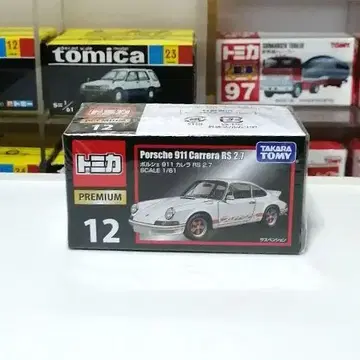 12
tomica
23
トミカ
97
トミカ
PREMIUM
12
Porsche 911 Carrera RS 2.7
ポルシェ 911 カレラ RS 2.7
SCALE 1/61
TAKARA
TOMY
サスペンション